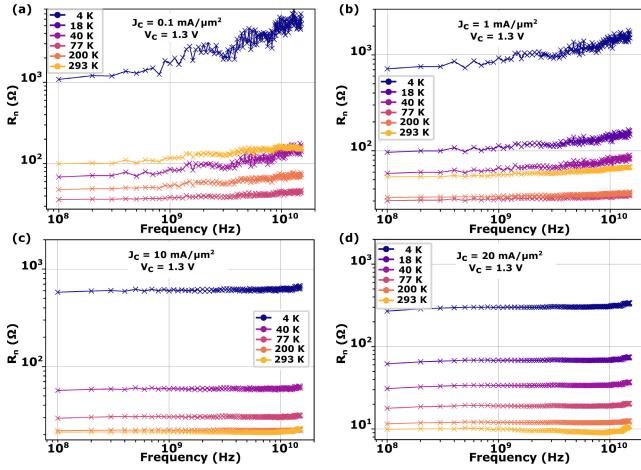 (a)
J_C = 0.1 mA/μm²
V_C = 1.3 V
4 K
18 K
40 K
77 K
200 K
293 K
R_n (Ω)
10³
10²
10⁸
10⁹
10¹⁰
Frequency (Hz)
(b)
J_C = 1 mA/μm²
V_C = 1.3 V
4 K
18 K
40 K
77 K
200 K
293 K
R_n (Ω)
10³
10²
10⁸
10⁹
10¹⁰
Frequency (Hz)
(c)
J_C = 10 mA/μm²
V_C = 1.3 V
4 K
40 K
77 K
200 K
293 K
R_n (Ω)
10³
10²
10⁸
10⁹
10¹⁰
Frequency (Hz)
(d)
J_C = 20 mA/μm²
V_C = 1.3 V
4 K
18 K
40 K
77 K
200 K
293 K
R_n (Ω)
10³
10²
10¹
10⁸
10⁹
10¹⁰
Frequency (Hz)